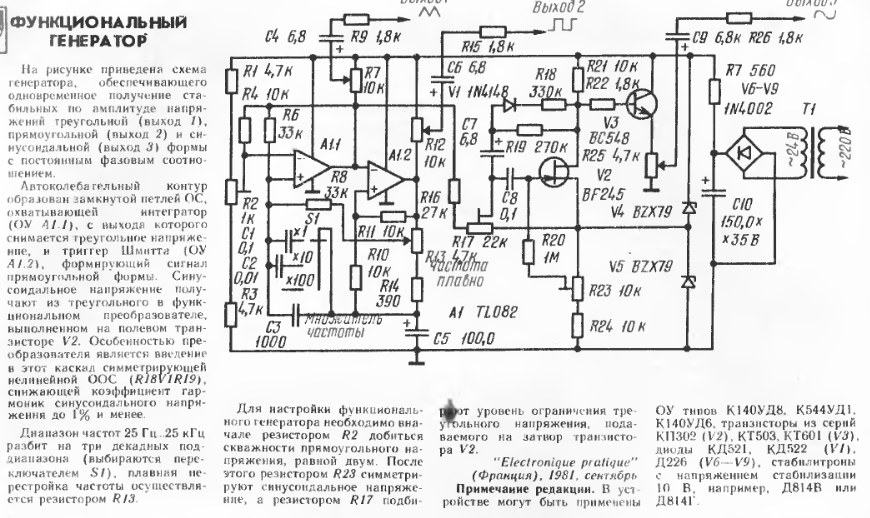 ФУНКЦИОНАЛЬНЫЙ
ГЕНЕРАТОР
На рисунке приведена схема
генератора, обеспечивающего
одновременное получение ста-
бильных по амплитуде напря-
жений треугольной (выход 1),
прямоугольной (выход 2) и си-
нусоидальной (выход 3) формы
с постоянным фазовым соотно-
шением.
Автоколебательный контур
образован замкнутой петлей ОС,
охватывающей интегратор
(ОУ А1.1), с выхода которого
снимается треугольное напряже-
ние, и триггер Шмитта (ОУ
А1.2), формирующий сигнал
прямоугольной формы. Сину-
соидальное напряжение полу-
чают из треугольного в функ-
циональном преобразователе,
выполненном на полевом тран-
зисторе V2. Особенностью пре-
образователя является введение
в этот каскад симметрирующей
нелинейной ООС (R18V1R19),
снижающей коэффициент гар-
моник синусоидального напря-
жения до 1% и менее.
Диапазон частот 25 Гц...25 кГц
разбит на три декадных под-
диапазона (выбираются пере-
ключателем S1), плавная пе-
рестройка частоты осуществля-
ется резистором R13.
Выход 2
C4 6,8
R9 1,8к
R15 1,8к
C9 6,8к
R26 1,8к
R1 4,7к
R4 10к
R6
33к
R7
10к
C6 6,8
V1 1N4148
R18
330к
R21 10к
R22 1,8к
R7 560
V6-V9
1N4002
T1
~24В
~220В
A1.1
A1.2
R12
10к
C7
6,8
R19 270к
V3
BC548
R25 4,7к
V2
BF245
R8
33к
R16
27к
C8
0,1
V4 BZX79
C10
150,0х
х35В
R2
1к
S1
C1
0,1
х1
х10
х100
C2
0,01
R11 10к
R10
10к
R13 4,7к
частота
плавно
R17 22к
R20
1М
V5 BZX79
R14
390
R23 10к
R3
4,7к
C3
1000
Множитель
частоты
A1 TL082
C5 100,0
R24 10к
Для настройки функциональ-
ного генератора необходимо вна-
чале резистором R2 добиться
скважности прямоугольного на-
пряжения, равной двум. После
этого резистором R23 симметри-
руют синусоидальное напряже-
ние, а резистором R17 подби-
рают уровень ограничения тре-
угольного напряжения, пода-
ваемого на затвор транзисто-
ра V2.
"Electronique pratique"
(Франция), 1981, сентябрь
Примечание редакции. В уст-
ройстве могут быть применены
ОУ типов К140УД8, К544УД1,
К140УД6, транзисторы из серий
КП302 (V2), КТ503, КТ601 (V3),
диоды КД521, КД522 (V1),
Д226 (V6—V9), стабилитроны
с напряжением стабилизации
10 В, например, Д814В или
Д814Г.